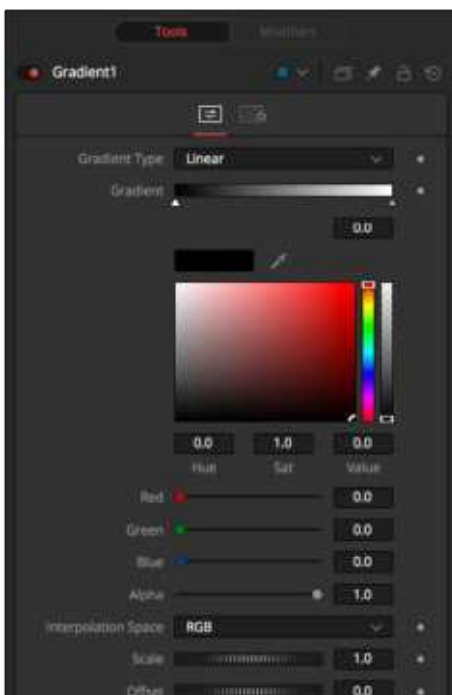 Tools Modifiers
Gradient1
Gradient Type Linear
Gradient
0.0
0.0 1.0 0.0
Hue Sat Value
Red 0.0
Green 0.0
Blue 0.0
Alpha 1.0
Interpolation Space RGB
Scale 1.0
Offset 0.0